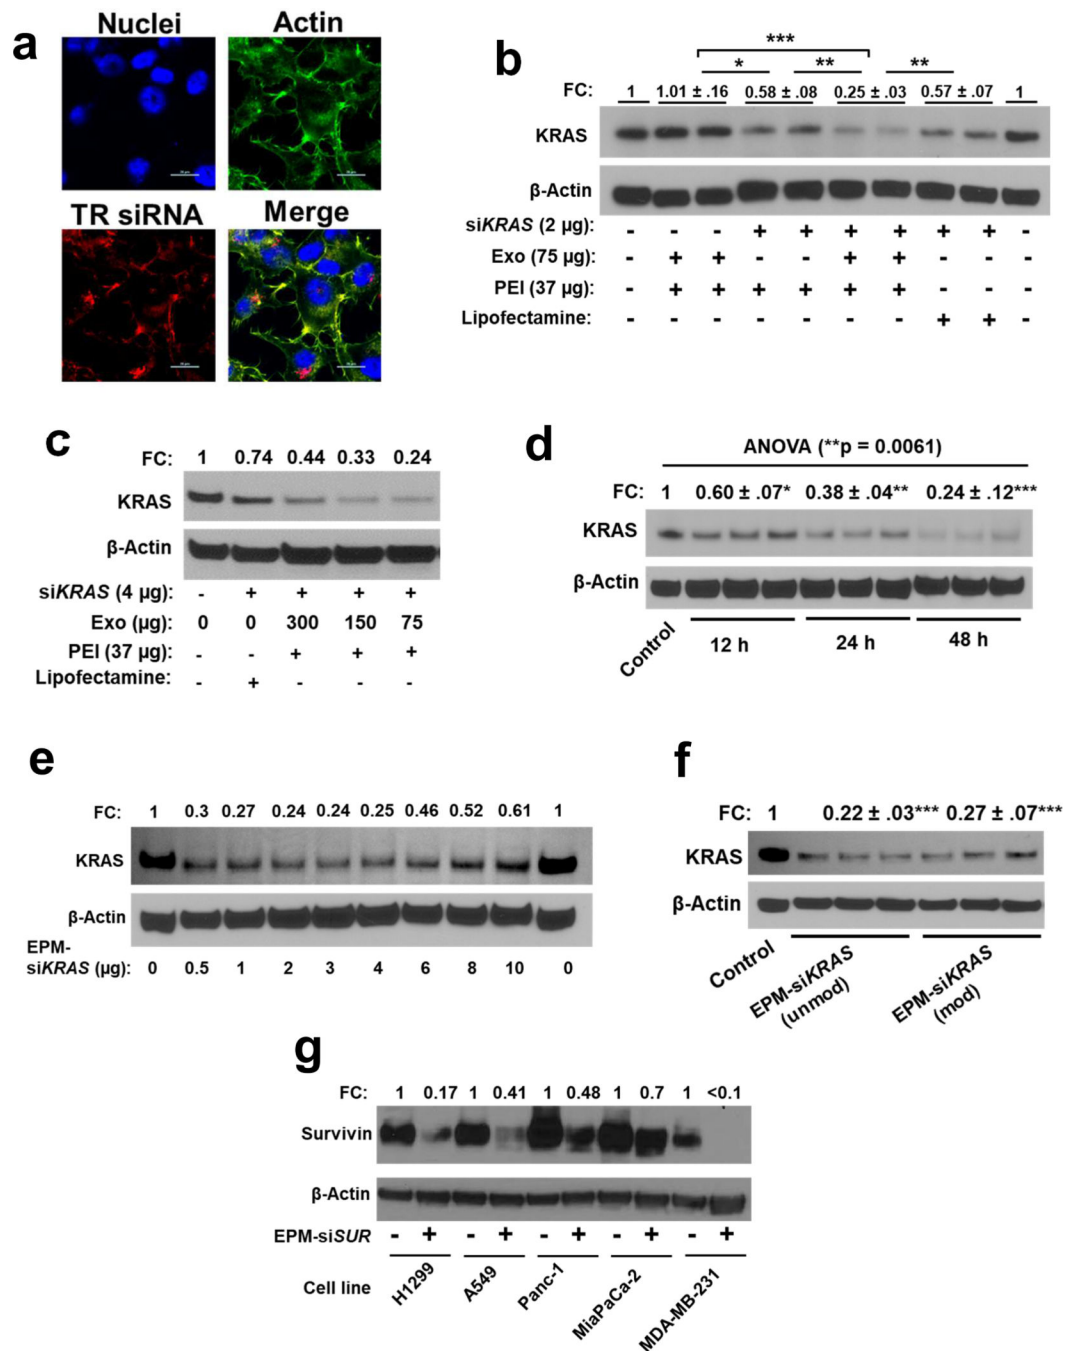 a
Nuclei Actin
TR siRNA Merge
b
*** 
* ** **
FC: 1 1.01 ± .16 0.58 ± .08 0.25 ± .03 0.57 ± .07 1
KRAS
β-Actin
siKRAS (2 µg): - - - + + + + + + -
Exo (75 µg): - + + - - + + - - -
PEI (37 µg): - + + + + + + - - -
Lipofectamine: - - - - - - - + + -
c
FC: 1 0.74 0.44 0.33 0.24
KRAS
β-Actin
siKRAS (4 µg): - + + + +
Exo (µg): 0 0 300 150 75
PEI (37 µg): - - + + +
Lipofectamine: - + - - -
d
ANOVA (**p = 0.0061)
FC: 1 0.60 ± .07* 0.38 ± .04** 0.24 ± .12***
KRAS
β-Actin
Control 12 h 24 h 48 h
e
FC: 1 0.3 0.27 0.24 0.24 0.25 0.46 0.52 0.61 1
KRAS
β-Actin
EPM-
siKRAS (µg): 0 0.5 1 2 3 4 6 8 10 0
f
FC: 1 0.22 ± .03*** 0.27 ± .07***
KRAS
β-Actin
Control
EPM-siKRAS
(unmod)
EPM-siKRAS
(mod)
g
FC: 1 0.17 1 0.41 1 0.48 1 0.7 1 <0.1
Survivin
β-Actin
EPM-siSUR - + - + - + - + - +
Cell line H1299 A549 Panc-1 MiaPaCa-2 MDA-MB-231